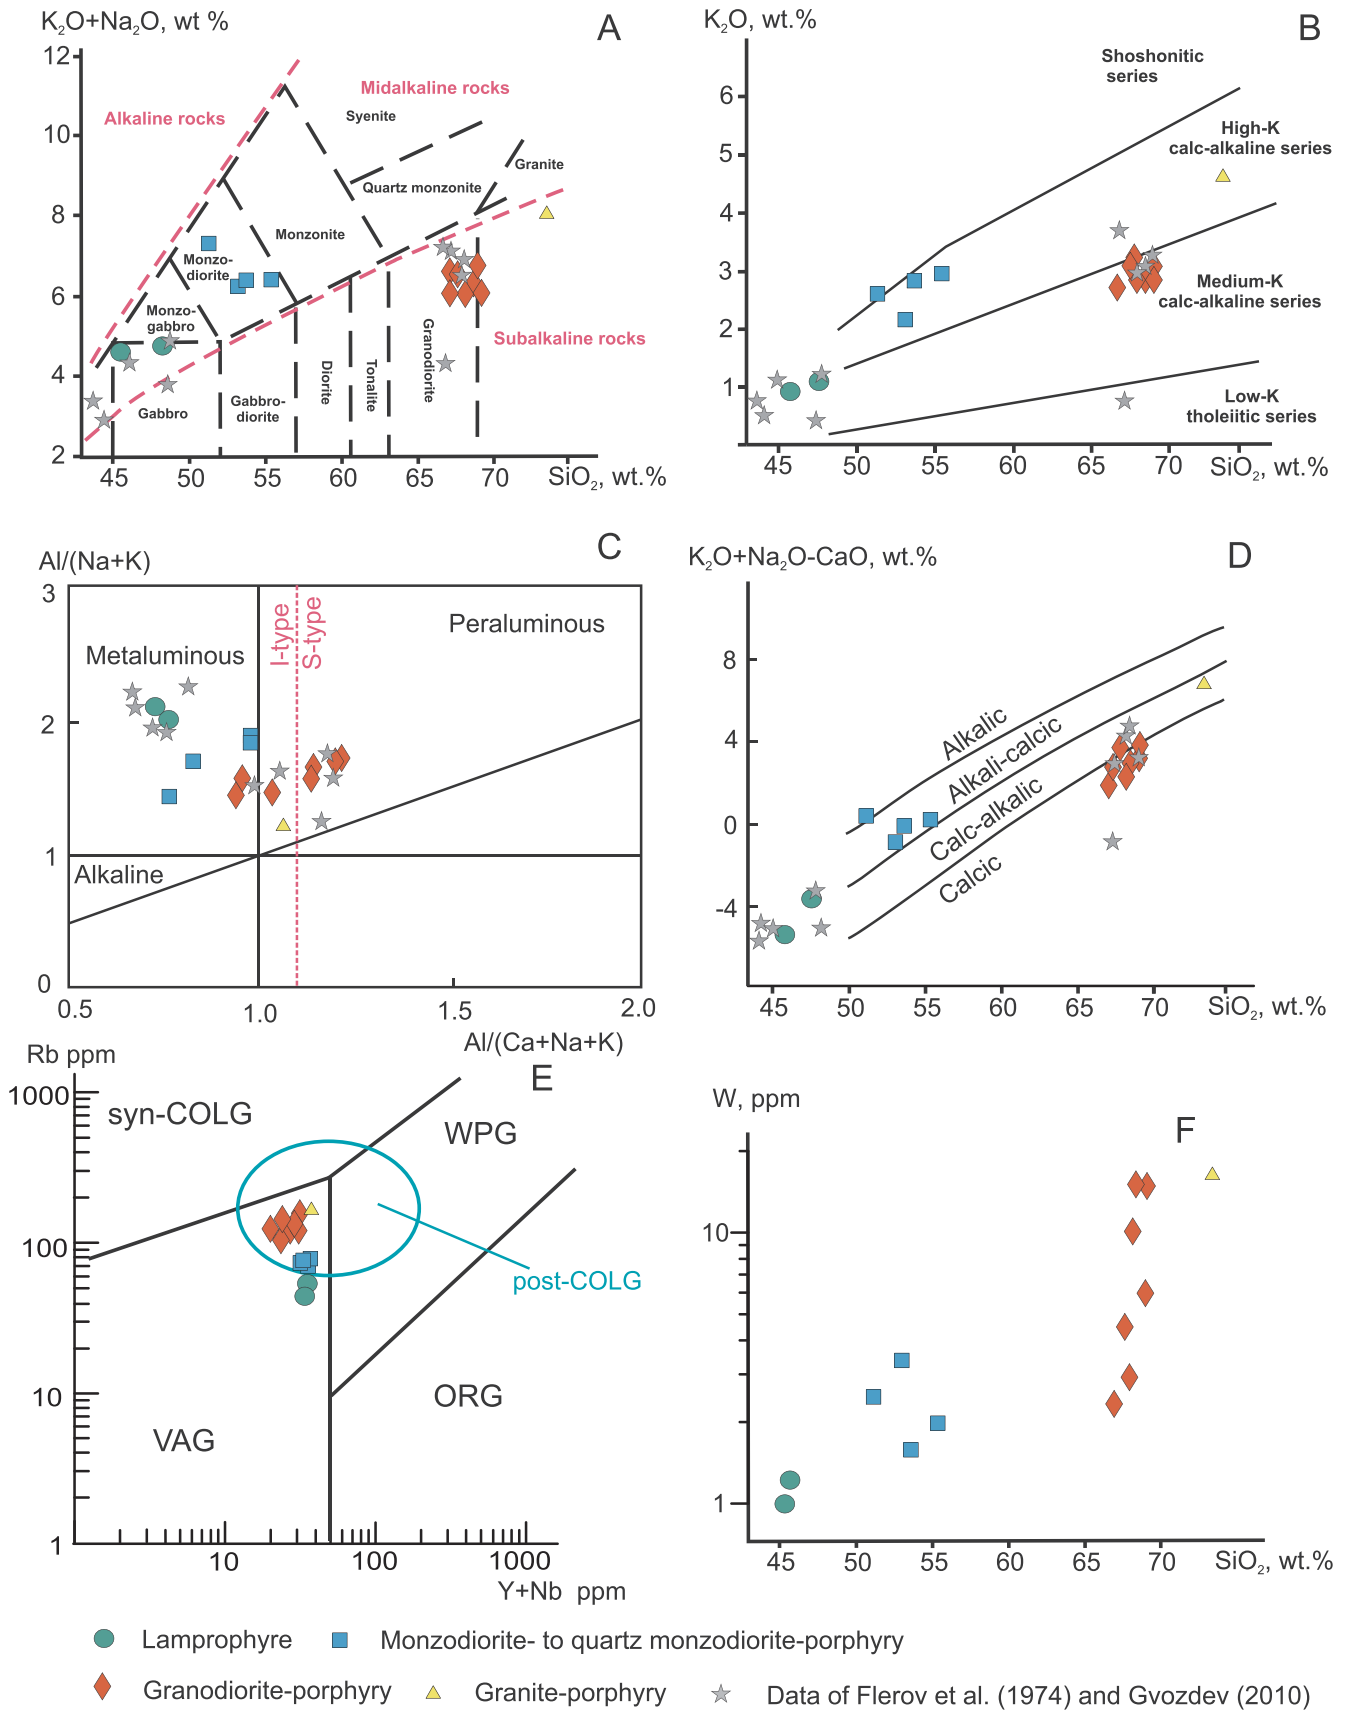 K₂O+Na₂O, wt %
A
12
10
8
6
4
2
Alkaline rocks
Midalkaline rocks
Syenite
Granite
Quartz monzonite
Monzonite
Monzo-
diorite
Monzo-
gabbro
Gabbro
Gabbro-
diorite
Diorite
Tonalite
Granodiorite
Subalkaline rocks
45 50 55 60 65 70 SiO₂, wt.%
K₂O, wt.%
B
6
5
4
3
2
1
Shoshonitic
series
High-K
calc-alkaline series
Medium-K
calc-alkaline series
Low-K
tholeiitic series
45 50 55 60 65 70 SiO₂, wt.%
Al/(Na+K)
C
3
2
1
0
Metaluminous
I-type
S-type
Peraluminous
Alkaline
0.5 1.0 1.5 2.0
Al/(Ca+Na+K)
K₂O+Na₂O-CaO, wt.%
D
8
4
0
-4
Alkalic
Alkali-calcic
Calc-alkalic
Calcic
45 50 55 60 65 70 SiO₂, wt.%
Rb ppm
E
1000
100
10
1
syn-COLG
WPG
post-COLG
ORG
VAG
10 100 1000
Y+Nb ppm
W, ppm
F
10
1
45 50 55 60 65 70 SiO₂, wt.%
Lamprophyre
Monzodiorite- to quartz monzodiorite-porphyry
Granodiorite-porphyry
Granite-porphyry
Data of Flerov et al. (1974) and Gvozdev (2010)